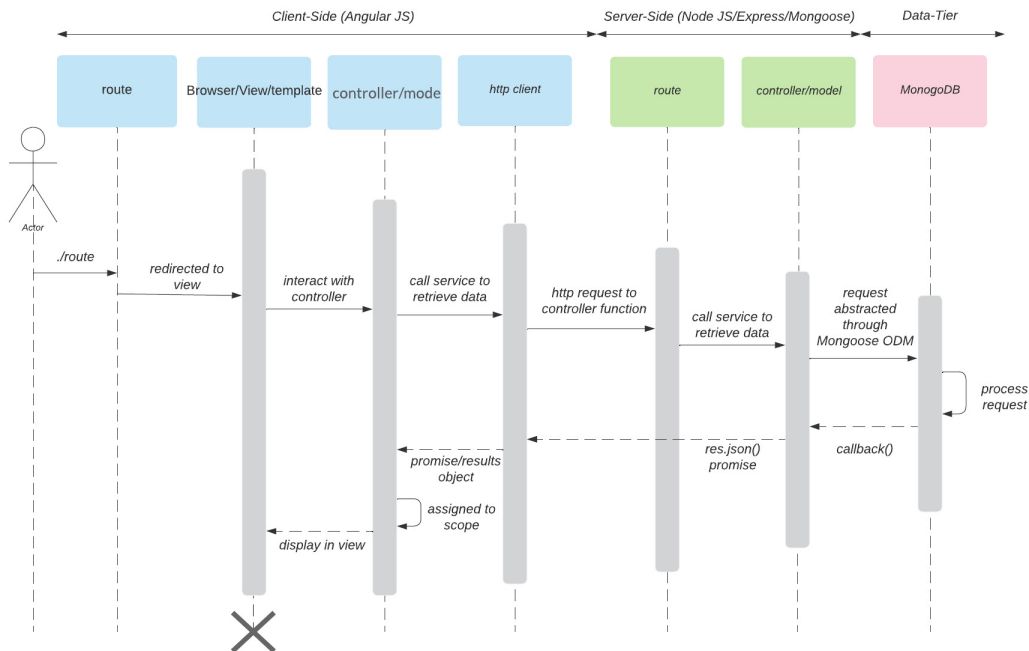 Client-Side (Angular JS)
Server-Side (Node JS/Express/Mongoose)
Data-Tier
route
Browser/View/template
controller/mode
http client
route
controller/model
MonogoDB
Actor
./route
redirected to
view
interact with
controller
call service to
retrieve data
http request to
controller function
call service to
retrieve data
request
abstracted
through
Mongoose ODM
process
request
callback()
res.json()
promise
promise/results
object
assigned to
scope
display in view